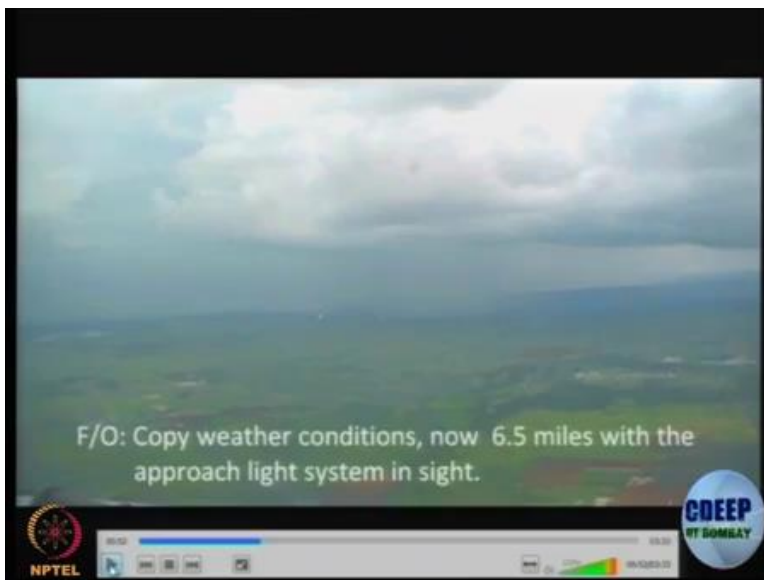 F/O: Copy weather conditions, now 6.5 miles with the
approach light system in sight.
NPTEL
CDEEP
IIT BOMBAY